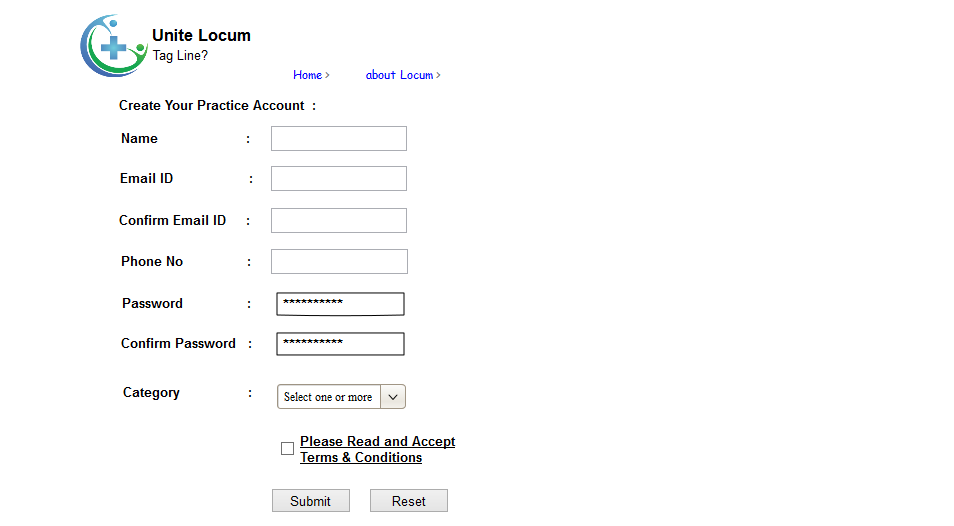 Unite Locum
Tag Line?
Home > about Locum >
Create Your Practice Account :
Name :
Email ID :
Confirm Email ID :
Phone No :
Password : **********
Confirm Password : **********
Category : Select one or more
Please Read and Accept
Terms & Conditions
Submit Reset